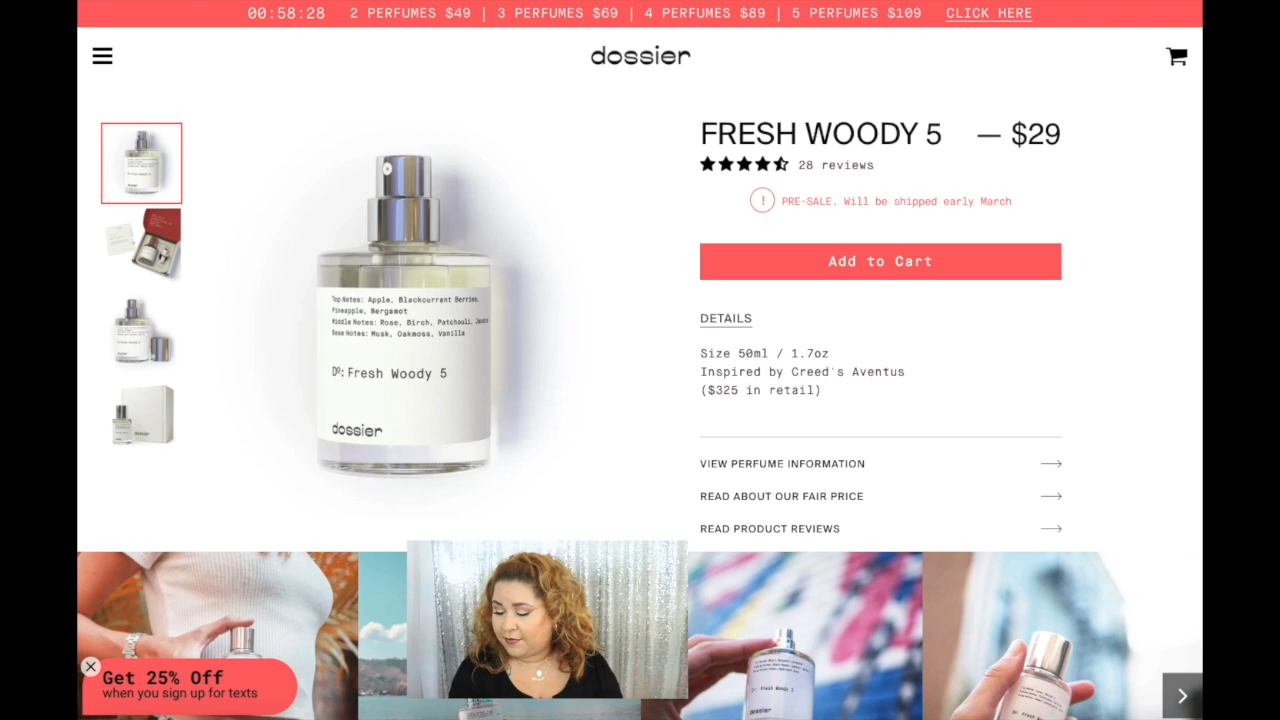 00:58:28 2 PERFUMES $49 | 3 PERFUMES $69 | 4 PERFUMES $89 | 5 PERFUMES $109 CLICK HERE
dossier
FRESH WOODY 5 — $29
28 reviews
! PRE-SALE. Will be shipped early March
Add to Cart
Top Notes: Apple, Blackcurrant Berries,
Pineapple, Bergamot
Middle Notes: Rose, Birch, Patchouli,
Base Notes: Musk, Oakmoss, Vanilla
Dº: Fresh Woody 5
dossier
DETAILS
Size 50ml / 1.7oz
Inspired by Creed's Aventus
($325 in retail)
VIEW PERFUME INFORMATION
READ ABOUT OUR FAIR PRICE
READ PRODUCT REVIEWS
Get 25% Off
when you sign up for texts
dossier